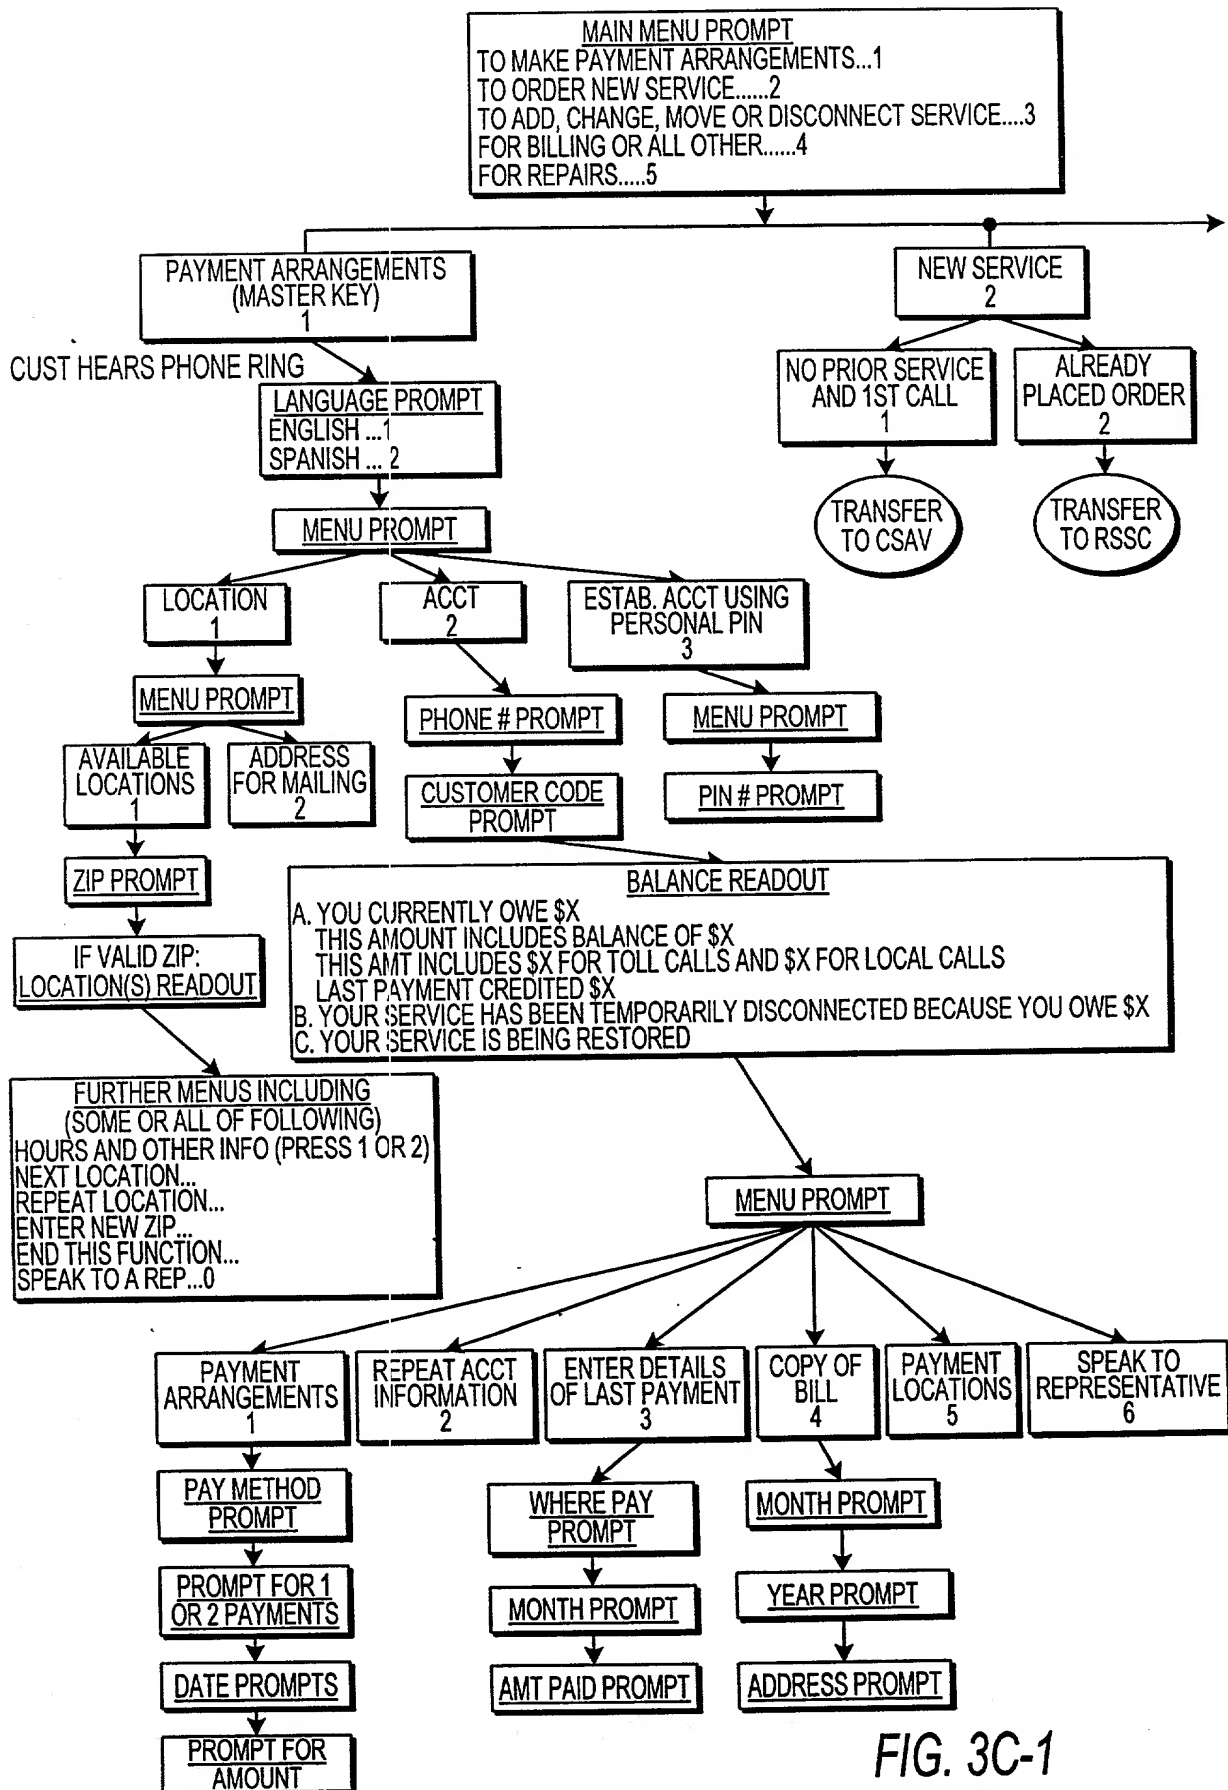 MAIN MENU PROMPT
TO MAKE PAYMENT ARRANGEMENTS...1
TO ORDER NEW SERVICE......2
TO ADD, CHANGE, MOVE OR DISCONNECT SERVICE....3
FOR BILLING OR ALL OTHER......4
FOR REPAIRS.....5
PAYMENT ARRANGEMENTS
(MASTER KEY)
1
NEW SERVICE
2
CUST HEARS PHONE RING
LANGUAGE PROMPT
ENGLISH ...1
SPANISH ... 2
NO PRIOR SERVICE
AND 1ST CALL
1
ALREADY
PLACED ORDER
2
TRANSFER
TO CSAV
TRANSFER
TO RSSC
MENU PROMPT
LOCATION
1
ACCT
2
ESTAB. ACCT USING
PERSONAL PIN
3
MENU PROMPT
AVAILABLE
LOCATIONS
1
ADDRESS
FOR MAILING
2
PHONE # PROMPT
CUSTOMER CODE
PROMPT
MENU PROMPT
PIN # PROMPT
ZIP PROMPT
IF VALID ZIP:
LOCATION(S) READOUT
BALANCE READOUT
A. YOU CURRENTLY OWE $X
THIS AMOUNT INCLUDES BALANCE OF $X
THIS AMT INCLUDES $X FOR TOLL CALLS AND $X FOR LOCAL CALLS
LAST PAYMENT CREDITED $X
B. YOUR SERVICE HAS BEEN TEMPORARILY DISCONNECTED BECAUSE YOU OWE $X
C. YOUR SERVICE IS BEING RESTORED
FURTHER MENUS INCLUDING
(SOME OR ALL OF FOLLOWING)
HOURS AND OTHER INFO (PRESS 1 OR 2)
NEXT LOCATION...
REPEAT LOCATION...
ENTER NEW ZIP...
END THIS FUNCTION...
SPEAK TO A REP...0
MENU PROMPT
PAYMENT
ARRANGEMENTS
1
REPEAT ACCT
INFORMATION
2
ENTER DETAILS
OF LAST PAYMENT
3
COPY OF
BILL
4
PAYMENT
LOCATIONS
5
SPEAK TO
REPRESENTATIVE
6
PAY METHOD
PROMPT
PROMPT FOR 1
OR 2 PAYMENTS
DATE PROMPTS
PROMPT FOR
AMOUNT
WHERE PAY
PROMPT
MONTH PROMPT
AMT PAID PROMPT
MONTH PROMPT
YEAR PROMPT
ADDRESS PROMPT
FIG. 3C-1